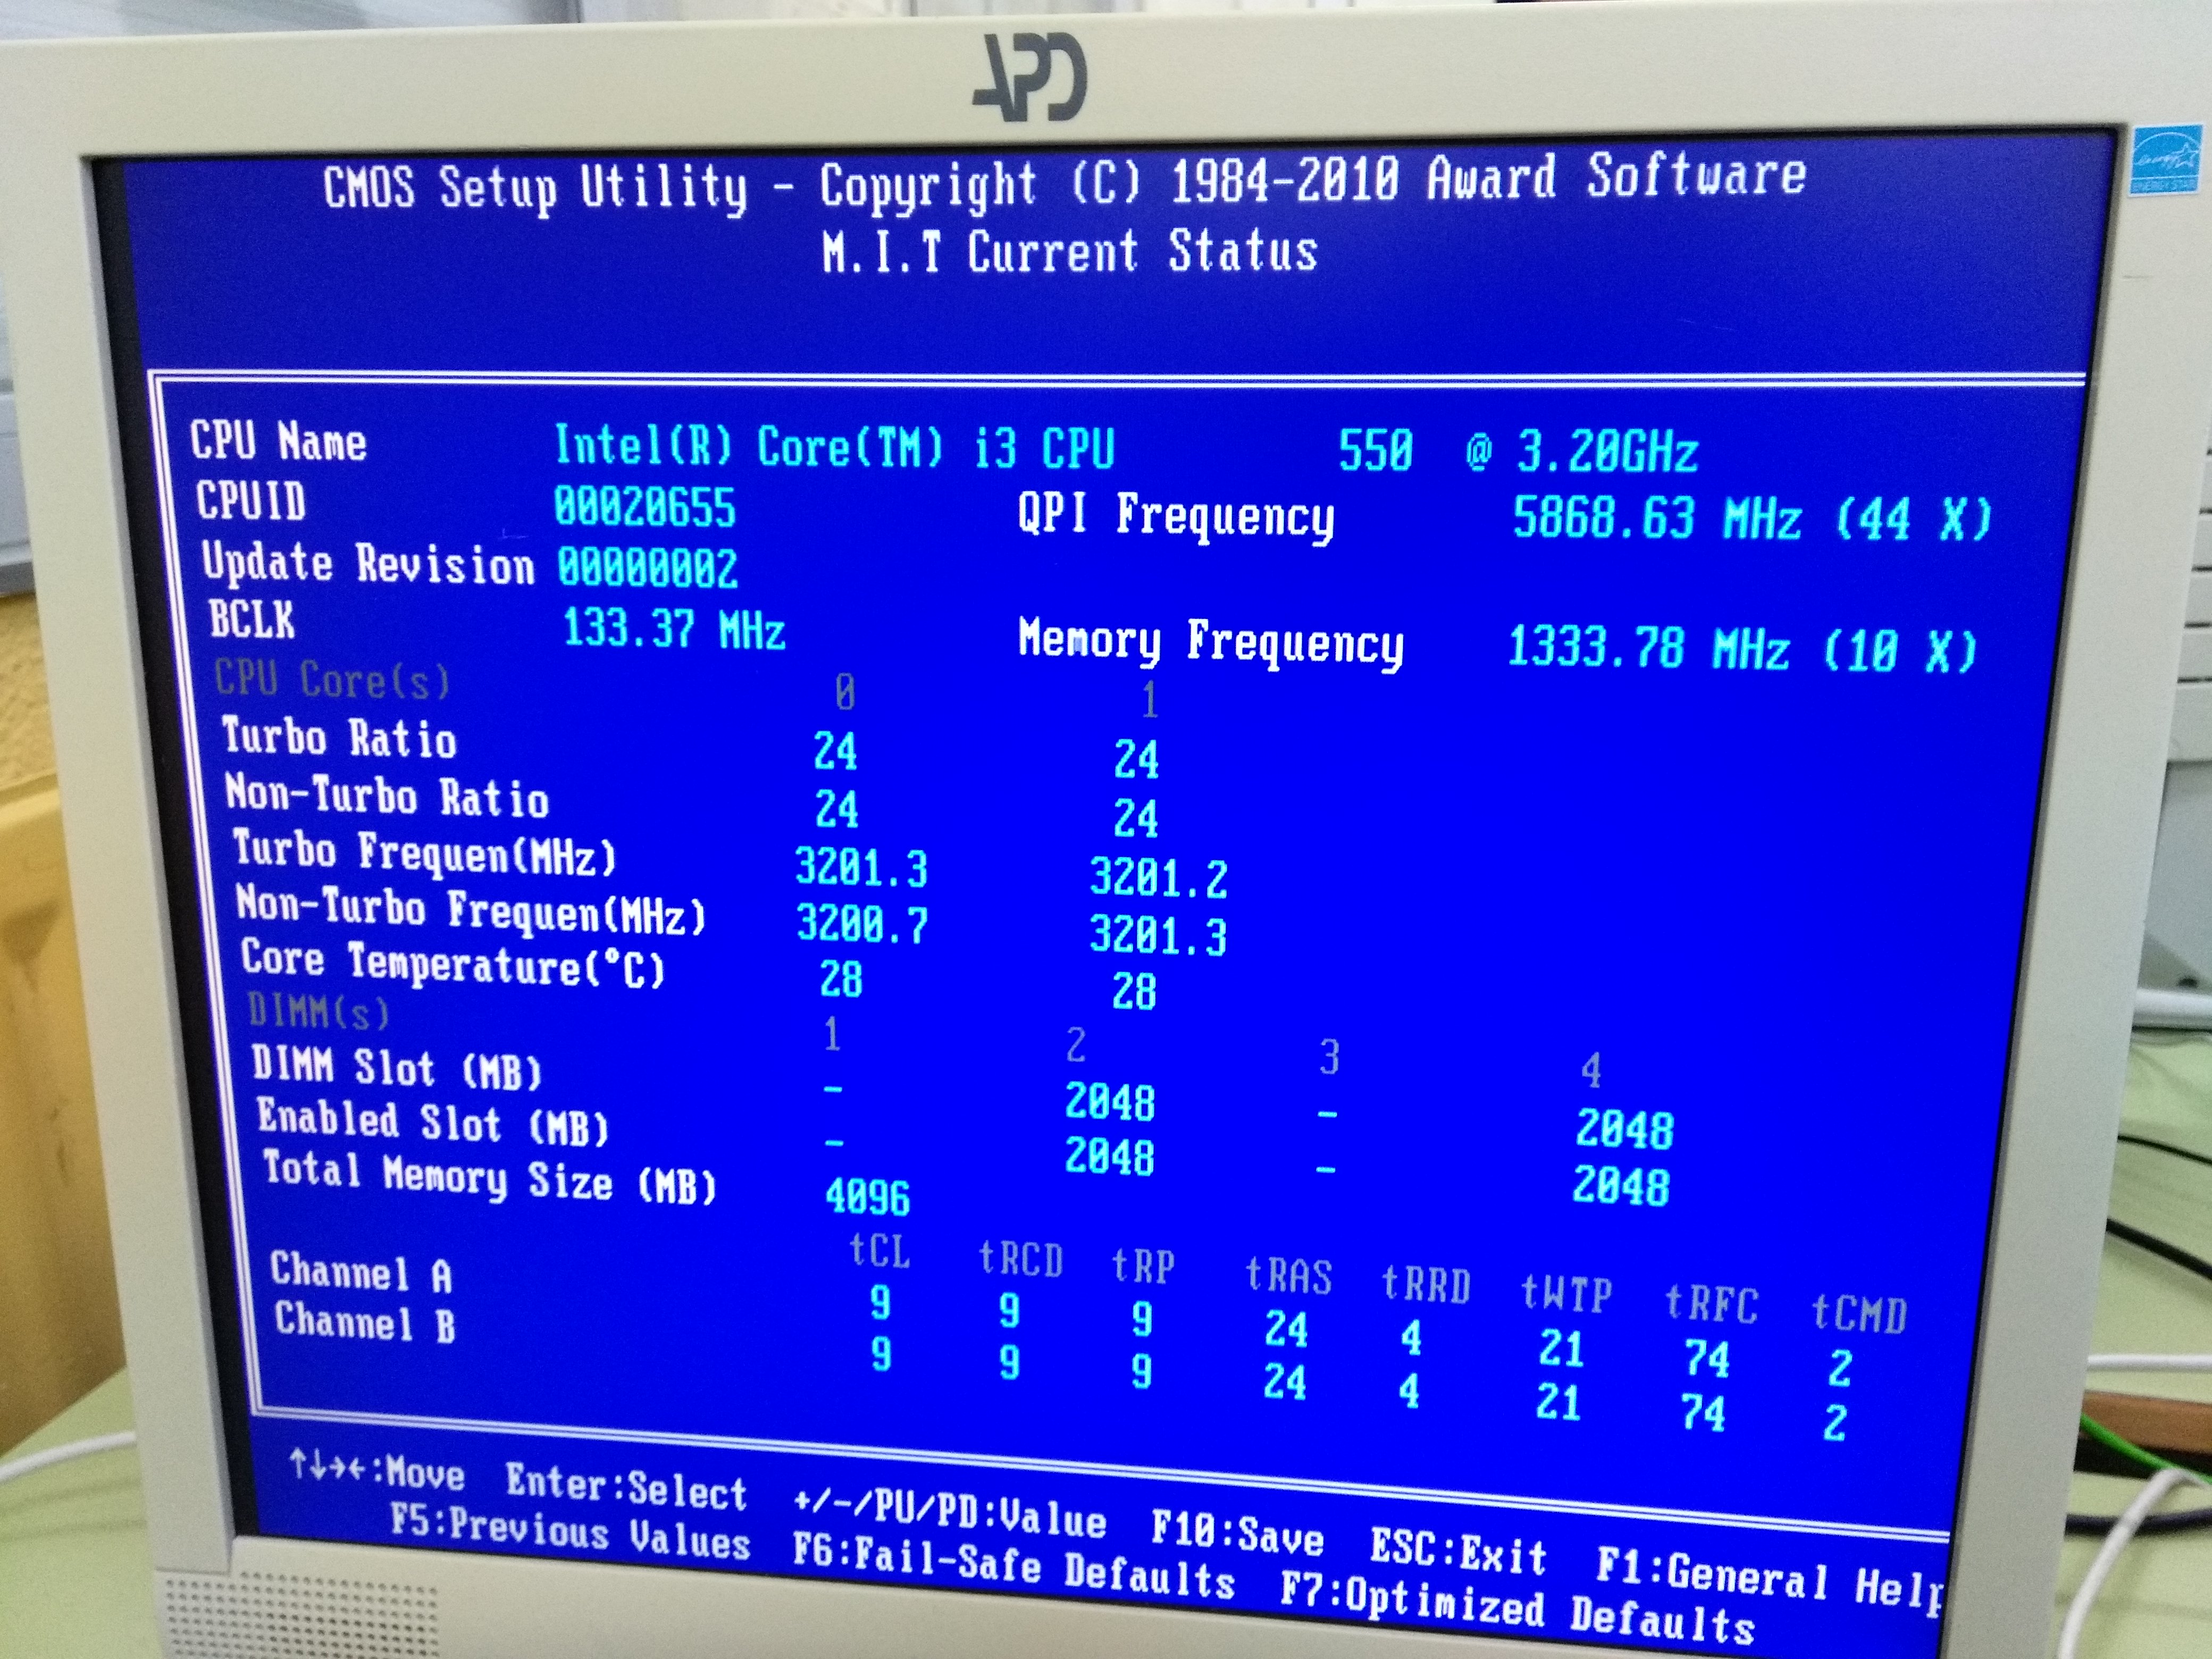 APD
energy
ENERGY STAR
CMOS Setup Utility - Copyright (C) 1984-2010 Award Software
M.I.T Current Status
CPU Name Intel(R) Core(TM) i3 CPU 550 @ 3.20GHz
CPUID 00020655 QPI Frequency 5868.63 MHz (44 X)
Update Revision 00000002
BCLK 133.37 MHz Memory Frequency 1333.78 MHz (10 X)
CPU Core(s) 0 1
Turbo Ratio 24 24
Non-Turbo Ratio 24 24
Turbo Frequen(MHz) 3201.3 3201.2
Non-Turbo Frequen(MHz) 3200.7 3201.3
Core Temperature(°C) 28 28
DIMM(s) 1 2 3 4
DIMM Slot (MB) - 2048 - 2048
Enabled Slot (MB) - 2048 - 2048
Total Memory Size (MB) 4096
tCL tRCD tRP tRAS tRRD tWTP tRFC tCMD
Channel A 9 9 9 24 4 21 74 2
Channel B 9 9 9 24 4 21 74 2
↑↓→←:Move Enter:Select +/-/PU/PD:Value F10:Save ESC:Exit F1:General Help
F5:Previous Values F6:Fail-Safe Defaults F7:Optimized Defaults